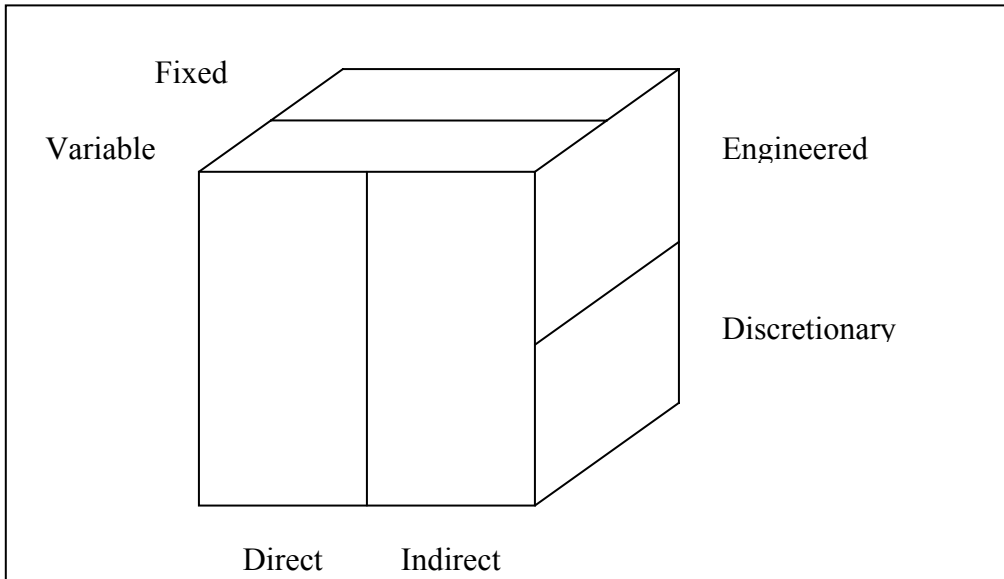 Fixed
Variable
Engineered
Discretionary
Direct
Indirect